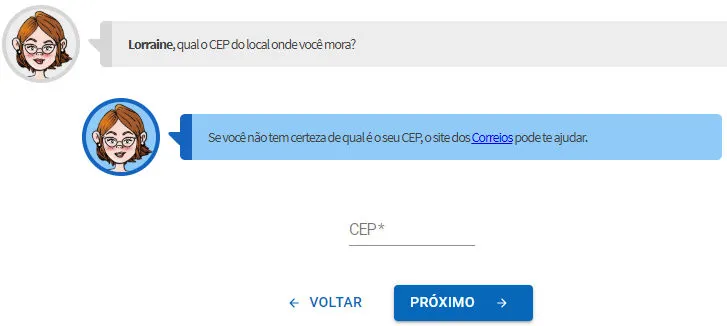 Lorraine, qual o CEP do local onde você mora?
Se você não tem certeza de qual é o seu CEP, o site dos Correios pode te ajudar.
CEP*
← VOLTAR
PRÓXIMO →